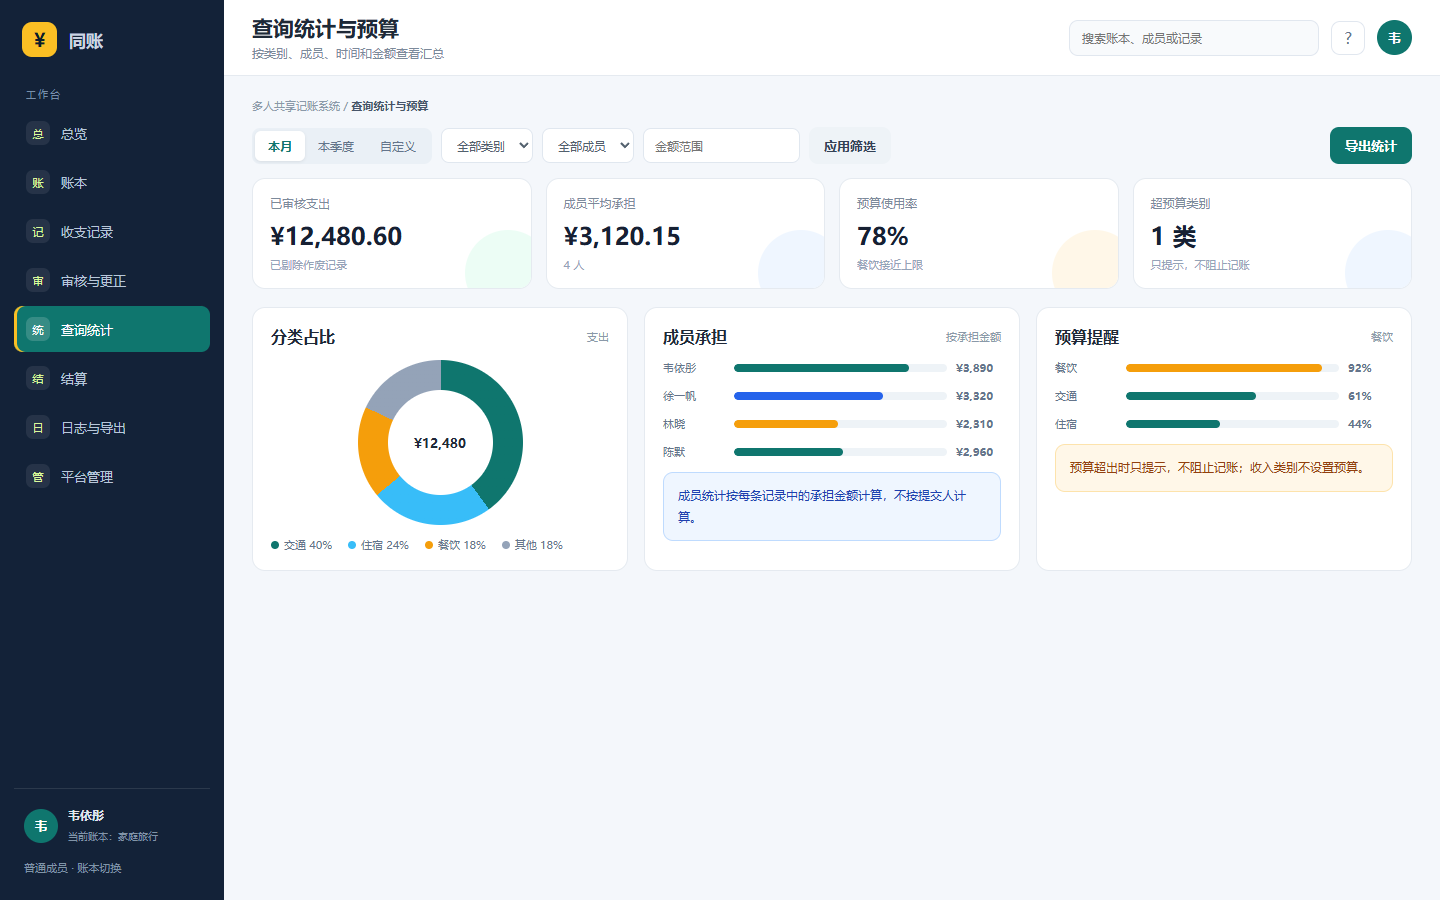 ¥ 同账
工作台
总 总览
账 账本
记 收支记录
审 审核与更正
统 查询统计
结 结算
日 日志与导出
管 平台管理
韦 韦依彤
当前账本：家庭旅行
普通成员 · 账本切换
查询统计与预算
按类别、成员、时间和金额查看汇总
搜索账本、成员或记录
?
韦
多人共享记账系统 / 查询统计与预算
本月 本季度 自定义 全部类别 全部成员 金额范围 应用筛选 导出统计
已审核支出
¥12,480.60
已剔除作废记录
成员平均承担
¥3,120.15
4 人
预算使用率
78%
餐饮接近上限
超预算类别
1 类
只提示，不阻止记账
分类占比 支出
¥12,480
交通 40% 住宿 24% 餐饮 18% 其他 18%
成员承担 按承担金额
韦依彤 ¥3,890
徐一帆 ¥3,320
林晓 ¥2,310
陈默 ¥2,960
成员统计按每条记录中的承担金额计算，不按提交人计
算。
预算提醒 餐饮
餐饮 92%
交通 61%
住宿 44%
预算超出时只提示，不阻止记账；收入类别不设置预算。